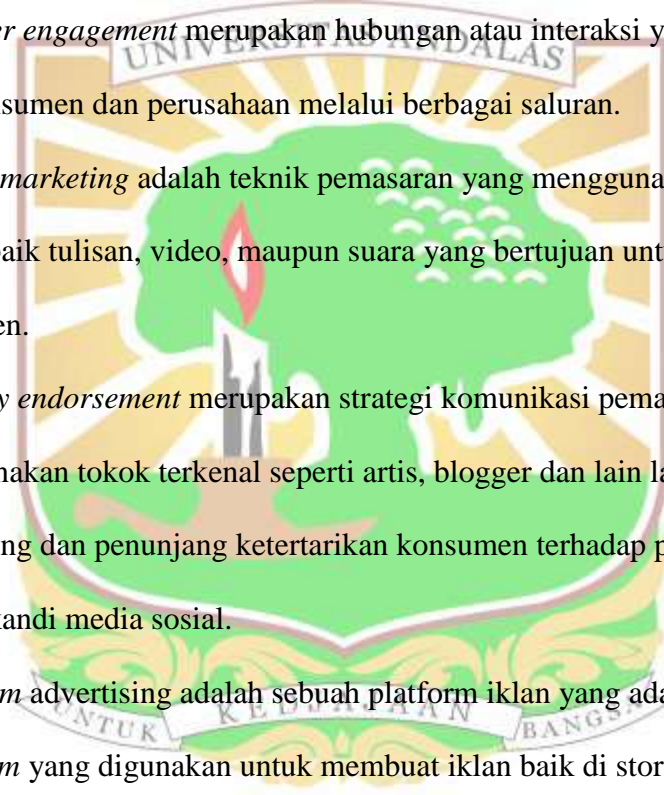 er engagement merupakan hubungan atau interaksi y
UNIVERSITAS ANDALAS
sumen dan perusahaan melalui berbagai saluran.
marketing adalah teknik pemasaran yang mengguna
baik tulisan, video, maupun suara yang bertujuan unt
en.
y endorsement merupakan strategi komunikasi pema
nakan tokok terkenal seperti artis, blogger dan lain la
ng dan penunjang ketertarikan konsumen terhadap p
kandi media sosial.
m advertising adalah sebuah platform iklan yang ada
UNTUK KEDJAJAAN BANGSA
m yang digunakan untuk membuat iklan baik di stor